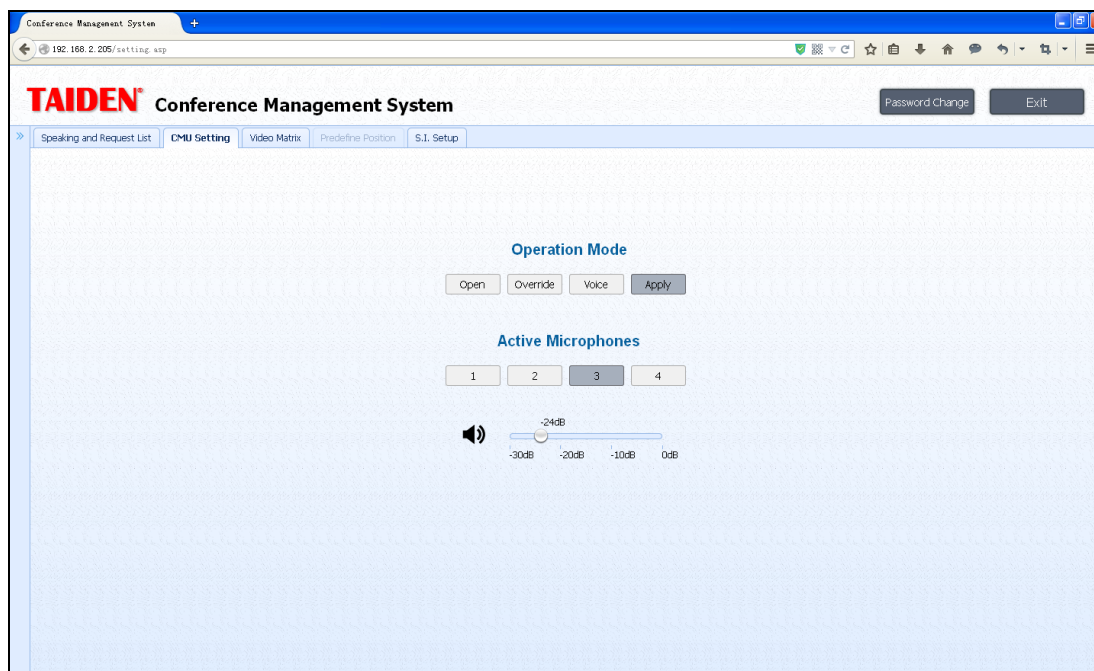 Conference Management System +
192.168.2.205/setting.asp
TAIDEN® Conference Management System
Password Change Exit
» Speaking and Request List CMU Setting Video Matrix Predefine Position S.I. Setup
Operation Mode
Open Override Voice Apply
Active Microphones
1 2 3 4
-24dB
-30dB -20dB -10dB 0dB